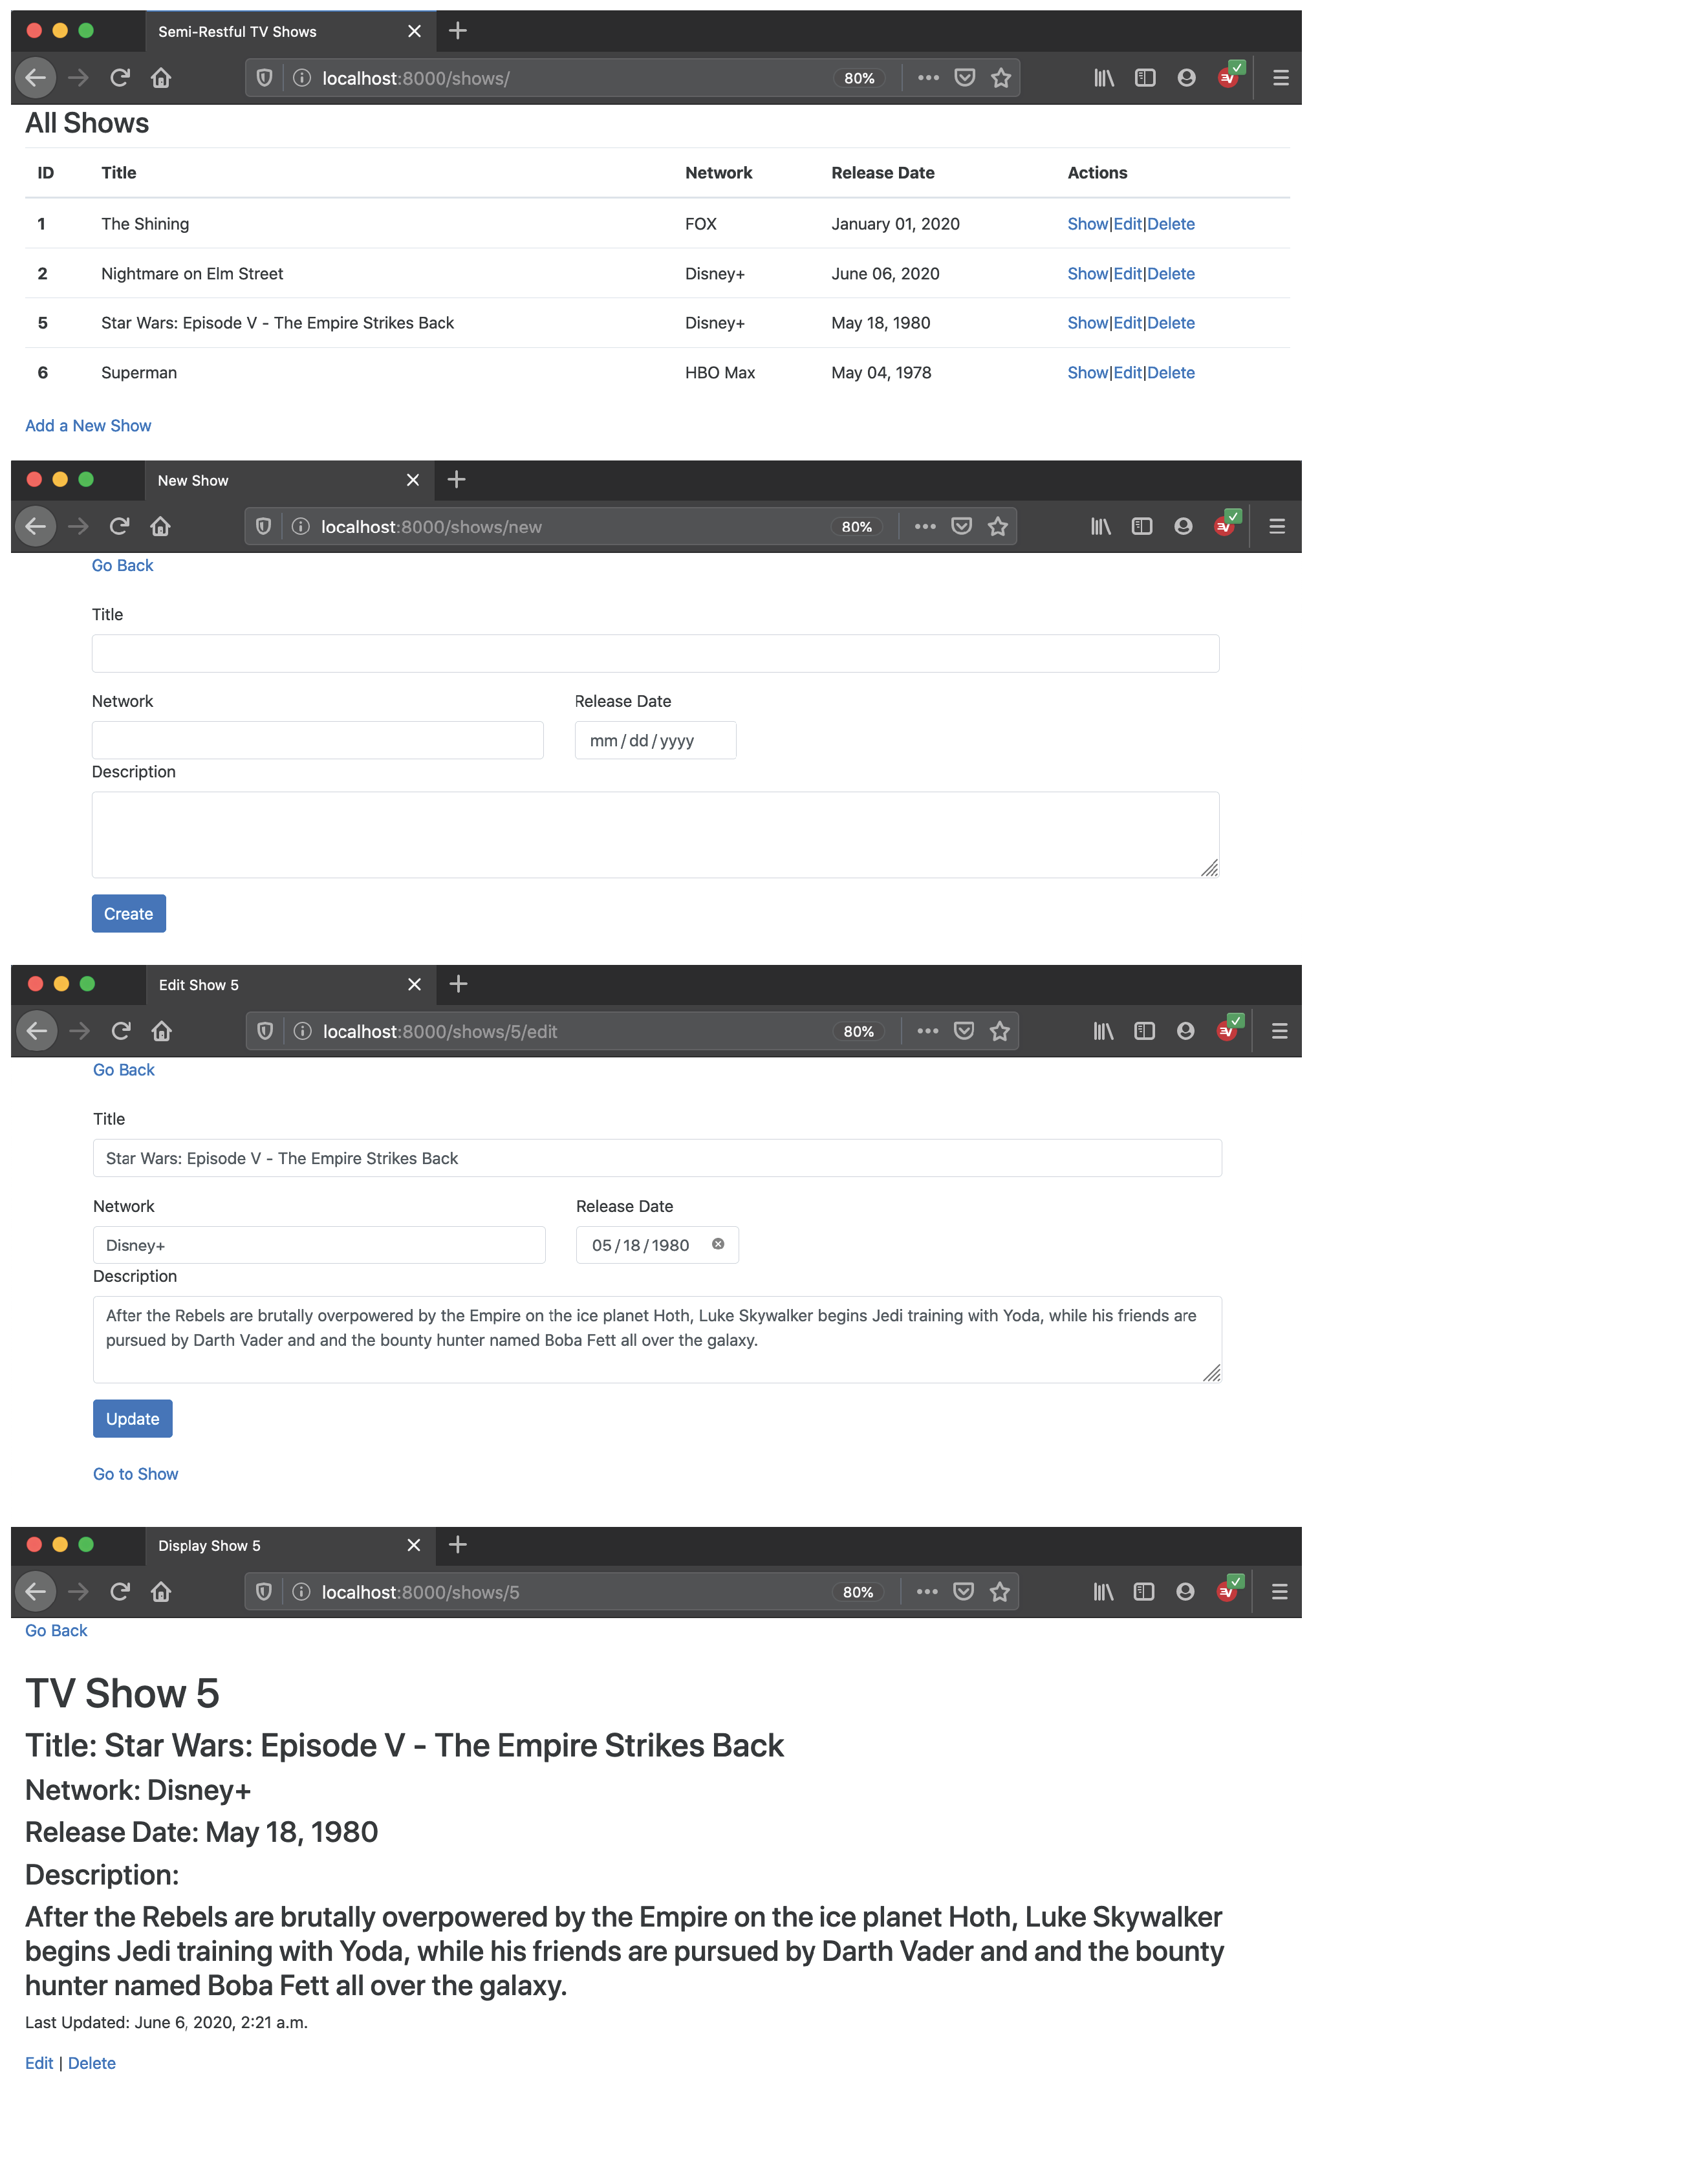 Semi-Restful TV Shows
localhost:8000/shows/ 80%
All Shows
ID Title Network Release Date Actions
1 The Shining FOX January 01, 2020 Show|Edit|Delete
2 Nightmare on Elm Street Disney+ June 06, 2020 Show|Edit|Delete
5 Star Wars: Episode V - The Empire Strikes Back Disney+ May 18, 1980 Show|Edit|Delete
6 Superman HBO Max May 04, 1978 Show|Edit|Delete
Add a New Show
New Show
localhost:8000/shows/new 80%
Go Back
Title
Network Release Date
mm / dd / yyyy
Description
Create
Edit Show 5
localhost:8000/shows/5/edit 80%
Go Back
Title
Star Wars: Episode V - The Empire Strikes Back
Network Release Date
Disney+ 05 / 18 / 1980
Description
After the Rebels are brutally overpowered by the Empire on the ice planet Hoth, Luke Skywalker begins Jedi training with Yoda, while his friends are
pursued by Darth Vader and and the bounty hunter named Boba Fett all over the galaxy.
Update
Go to Show
Display Show 5
localhost:8000/shows/5 80%
Go Back
TV Show 5
Title: Star Wars: Episode V - The Empire Strikes Back
Network: Disney+
Release Date: May 18, 1980
Description:
After the Rebels are brutally overpowered by the Empire on the ice planet Hoth, Luke Skywalker
begins Jedi training with Yoda, while his friends are pursued by Darth Vader and and the bounty
hunter named Boba Fett all over the galaxy.
Last Updated: June 6, 2020, 2:21 a.m.
Edit | Delete